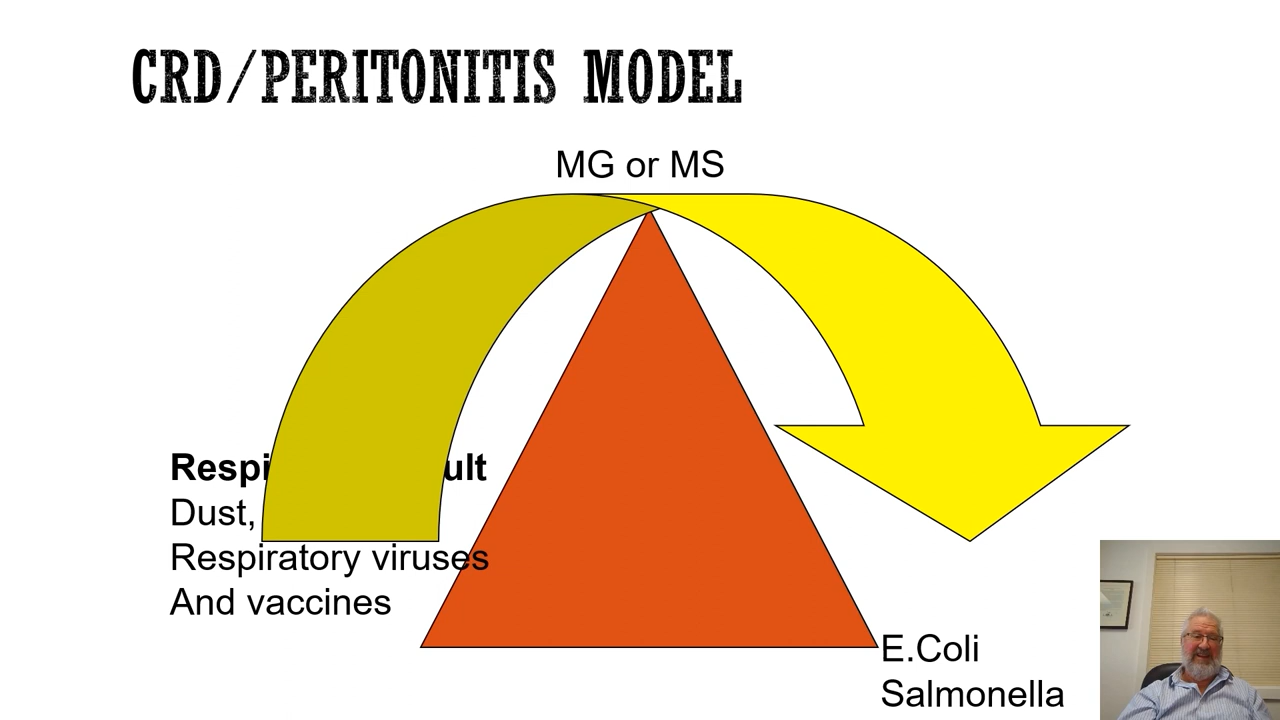 CRD/PERITONITIS MODEL
MG or MS
Respi ult
Dust,
Respiratory viruses
And vaccines
E.Coli
Salmonella